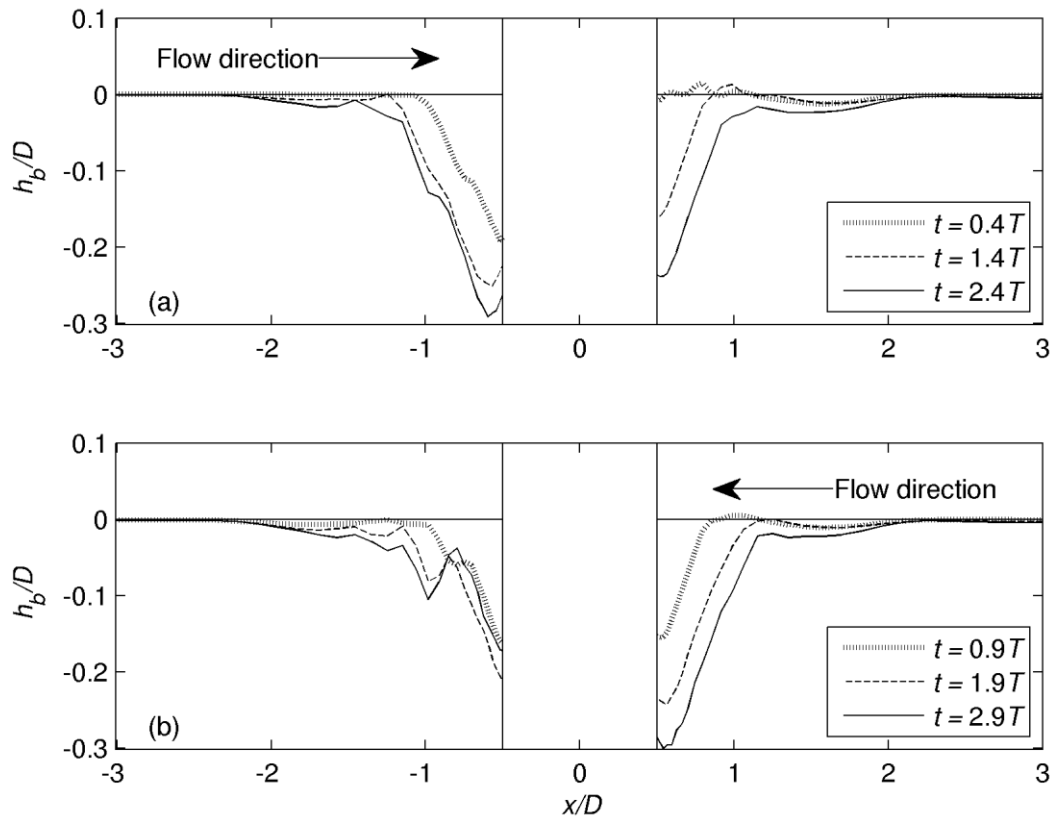 0.1
Flow direction
0
h_b/D
-0.1
t = 0.4T
-0.2
t = 1.4T
(a)
t = 2.4T
-0.3
-3 -2 -1 0 1 2 3
0.1
Flow direction
0
h_b/D
-0.1
t = 0.9T
-0.2
t = 1.9T
(b)
t = 2.9T
-0.3
-3 -2 -1 0 1 2 3
x/D